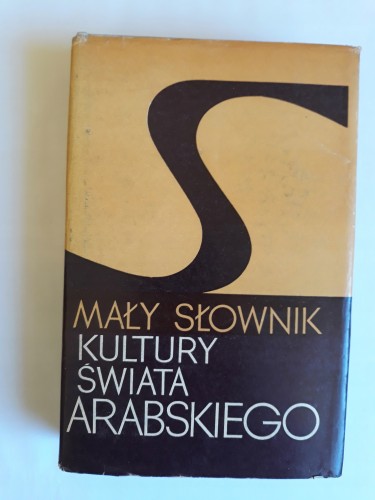 MAŁY SŁOWNIK
KULTURY
ŚWIATA
ARABSKIEGO